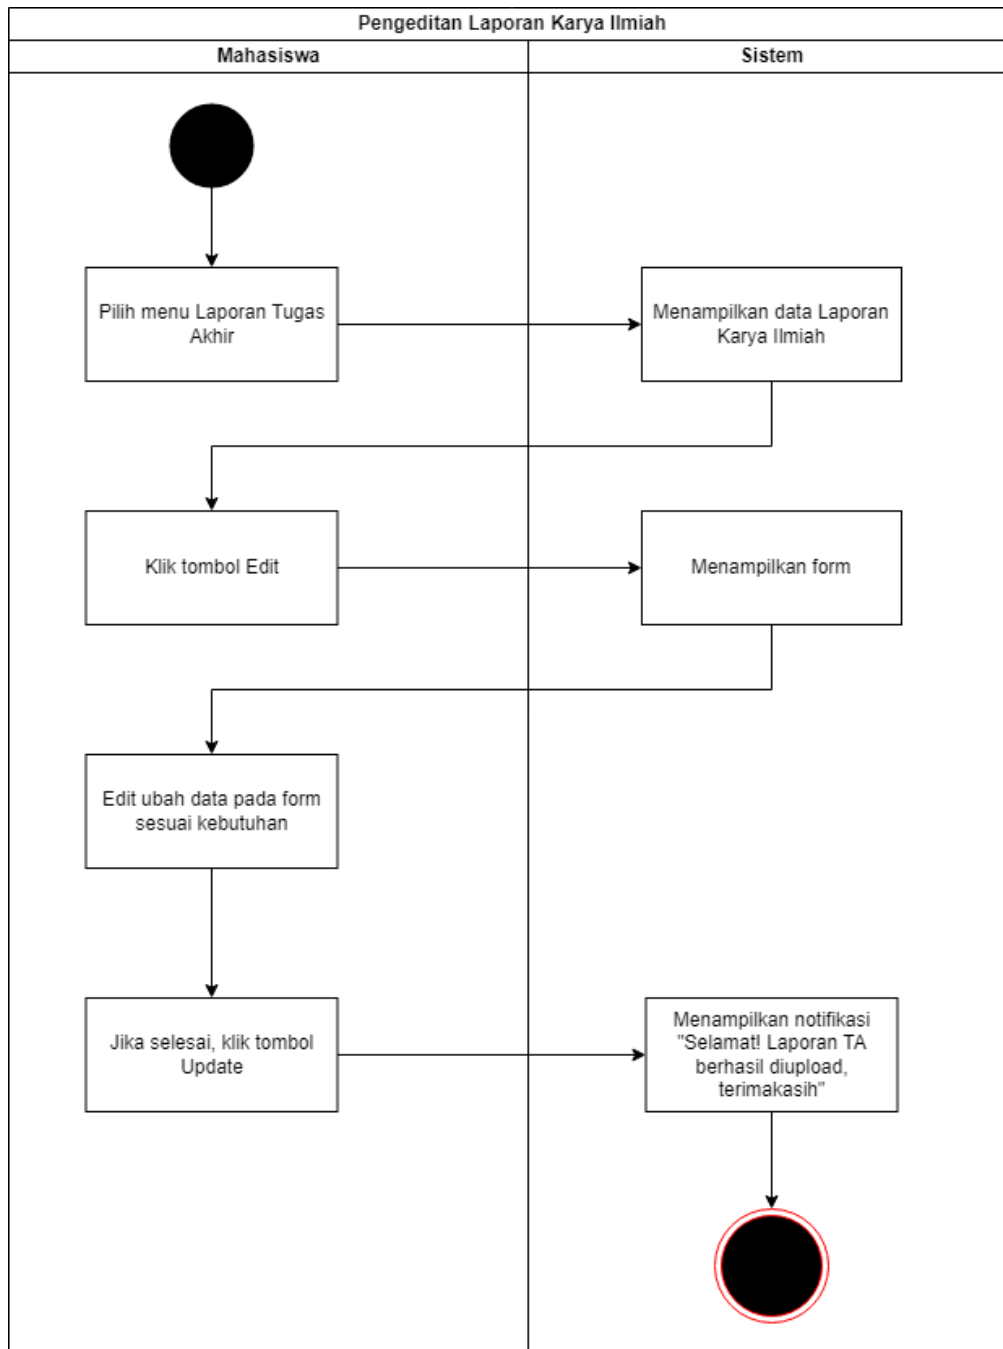 Pengeditan Laporan Karya Ilmiah
Mahasiswa
Sistem
Pilih menu Laporan Tugas
Akhir
Menampilkan data Laporan
Karya Ilmiah
Klik tombol Edit
Menampilkan form
Edit ubah data pada form
sesuai kebutuhan
Jika selesai, klik tombol
Update
Menampilkan notifikasi
"Selamat! Laporan TA
berhasil diupload,
terimakasih"